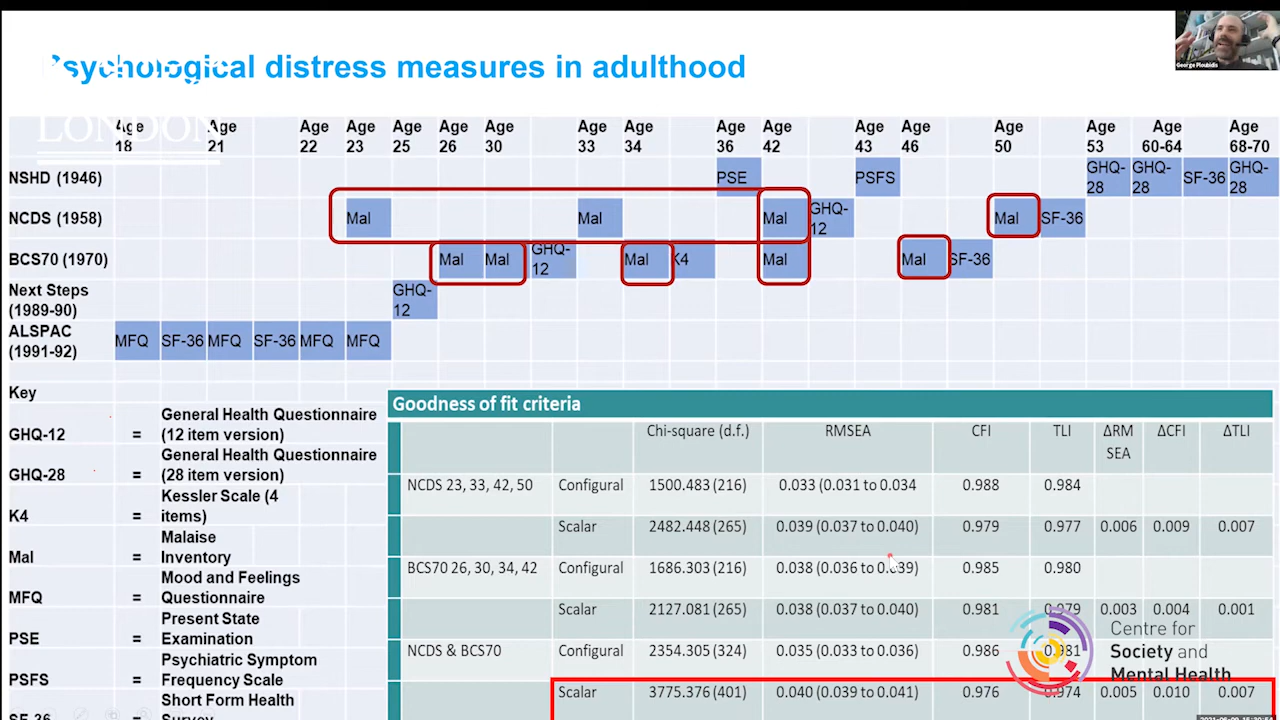 George Ploubidis
Psychological distress measures in adulthood
LONDON
Age 18 Age 21 Age 22 Age 23 Age 25 Age 26 Age 30 Age 33 Age 34 Age 36 Age 42 Age 43 Age 46 Age 50 Age 53 Age 60-64 Age 68-70
NSHD (1946) PSE PSFS GHQ-28 GHQ-28 SF-36 GHQ-28
NCDS (1958) Mal Mal Mal GHQ-12 Mal SF-36
BCS70 (1970) Mal Mal GHQ-12 Mal K4 Mal Mal SF-36
Next Steps (1989-90) GHQ-12
ALSPAC (1991-92) MFQ SF-36 MFQ SF-36 MFQ MFQ
Key
GHQ-12 = General Health Questionnaire (12 item version)
GHQ-28 = General Health Questionnaire (28 item version)
K4 = Kessler Scale (4 items)
Mal = Malaise Inventory
MFQ = Mood and Feelings Questionnaire
PSE = Present State Examination
PSFS = Psychiatric Symptom Frequency Scale
SF-36 = Short Form Health Survey
Goodness of fit criteria
Chi-square (d.f.) RMSEA CFI TLI ΔRM SEA ΔCFI ΔTLI
NCDS 23, 33, 42, 50 Configural 1500.483 (216) 0.033 (0.031 to 0.034 0.988 0.984
Scalar 2482.448 (265) 0.039 (0.037 to 0.040) 0.979 0.977 0.006 0.009 0.007
BCS70 26, 30, 34, 42 Configural 1686.303 (216) 0.038 (0.036 to 0.039) 0.985 0.980
Scalar 2127.081 (265) 0.038 (0.037 to 0.040) 0.981 0.979 0.003 0.004 0.001
NCDS & BCS70 Configural 2354.305 (324) 0.035 (0.033 to 0.036) 0.986 0.981
Scalar 3775.376 (401) 0.040 (0.039 to 0.041) 0.976 0.974 0.005 0.010 0.007
Centre for
Society and
Mental Health